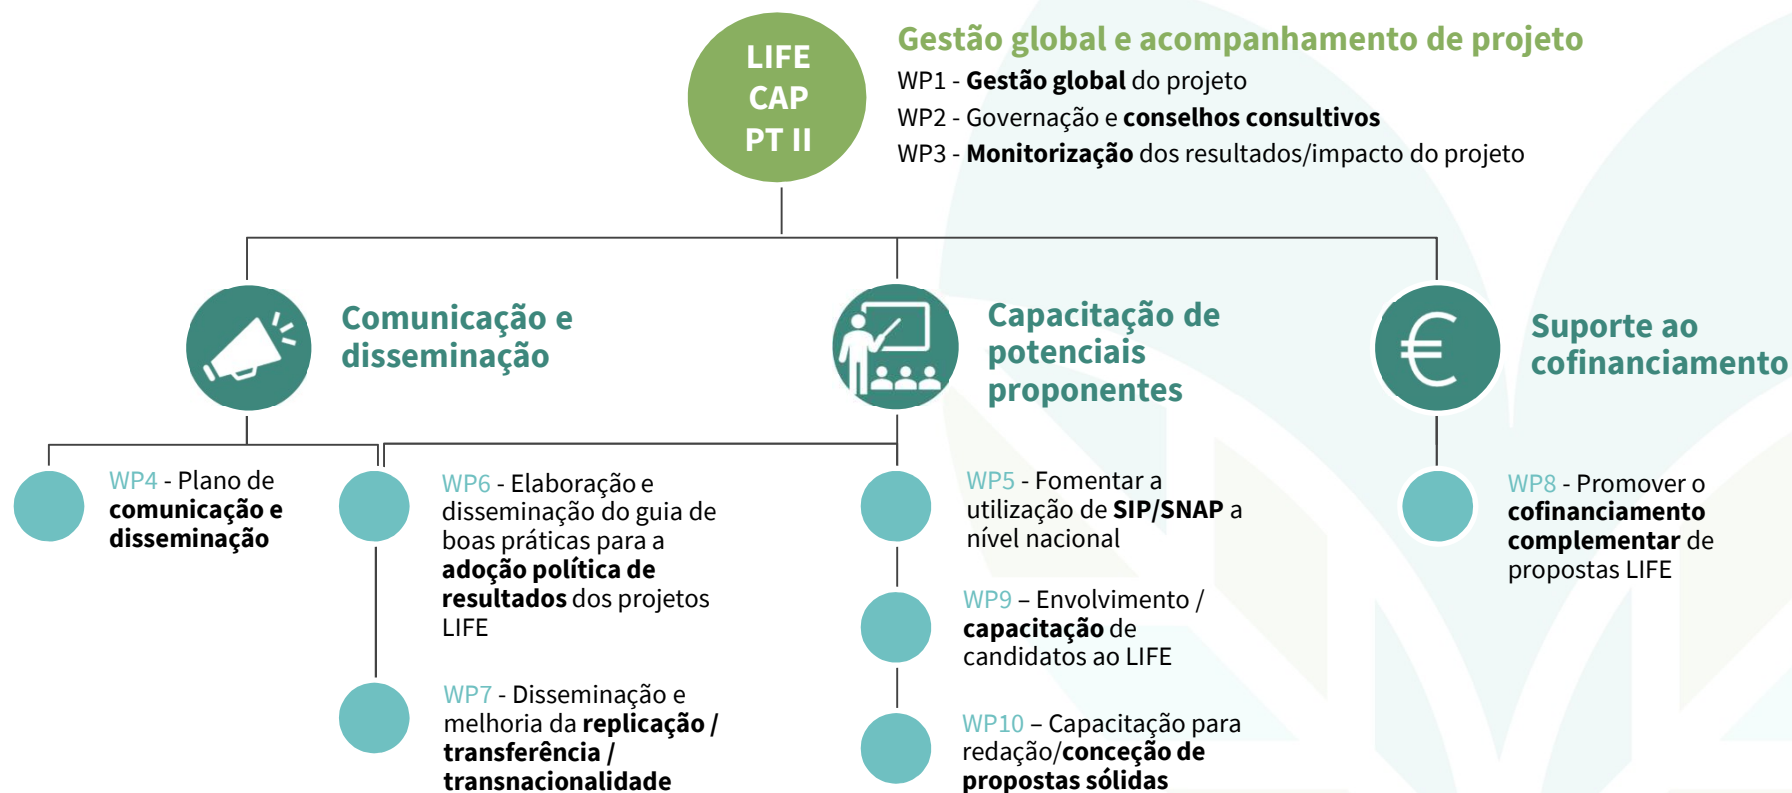 LIFE
CAP
PT II
Gestão global e acompanhamento de projeto
WP1 - Gestão global do projeto
WP2 - Governação e conselhos consultivos
WP3 - Monitorização dos resultados/impacto do projeto
Comunicação e
disseminação
Capacitação de
potenciais
proponentes
Suporte ao
cofinanciamento
WP4 - Plano de
comunicação e
disseminação
WP6 - Elaboração e
disseminação do guia de
boas práticas para a
adoção política de
resultados dos projetos
LIFE
WP7 - Disseminação e
melhoria da replicação /
transferência /
transnacionalidade
WP5 - Fomentar a
utilização de SIP/SNAP a
nível nacional
WP9 – Envolvimento /
capacitação de
candidatos ao LIFE
WP10 – Capacitação para
redação/conceção de
propostas sólidas
WP8 - Promover o
cofinanciamento
complementar de
propostas LIFE